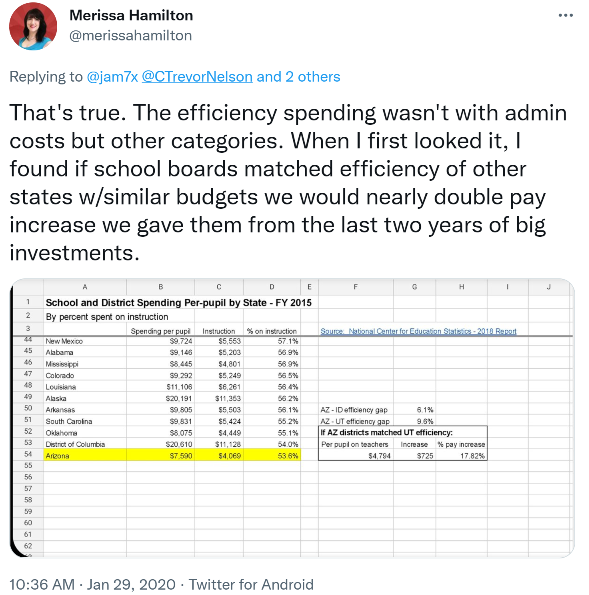 Merissa Hamilton
@merissahamilton
Replying to @jam7x @CTrevorNelson and 2 others
That's true. The efficiency spending wasn't with admin
costs but other categories. When I first looked it, I
found if school boards matched efficiency of other
states w/similar budgets we would nearly double pay
increase we gave them from the last two years of big
investments.
A B C D E F G H I J
1 School and District Spending Per-pupil by State - FY 2015
2 By percent spent on instruction
3 Spending per pupil Instruction % on instruction Source: National Center for Education Statistics - 2018 Report
44 New Mexico $9,724 $5,553 57.1%
45 Alabama $9,146 $5,203 56.9%
46 Mississippi $8,445 $4,801 56.9%
47 Colorado $9,292 $5,249 56.5%
48 Louisiana $11,106 $6,261 56.4%
49 Alaska $20,191 $11,353 56.2%
50 Arkansas $9,805 $5,503 56.1% AZ - ID efficiency gap 6.1%
51 South Carolina $9,831 $5,424 55.2% AZ - UT efficiency gap 9.6%
52 Oklahoma $8,075 $4,449 55.1% If AZ districts matched UT efficiency:
53 District of Columbia $20,610 $11,128 54.0% Per pupil on teachers Increase % pay increase
54 Arizona $7,590 $4,069 53.6% $4,794 $725 17.82%
55
56
57
58
59
60
61
62
10:36 AM · Jan 29, 2020 · Twitter for Android